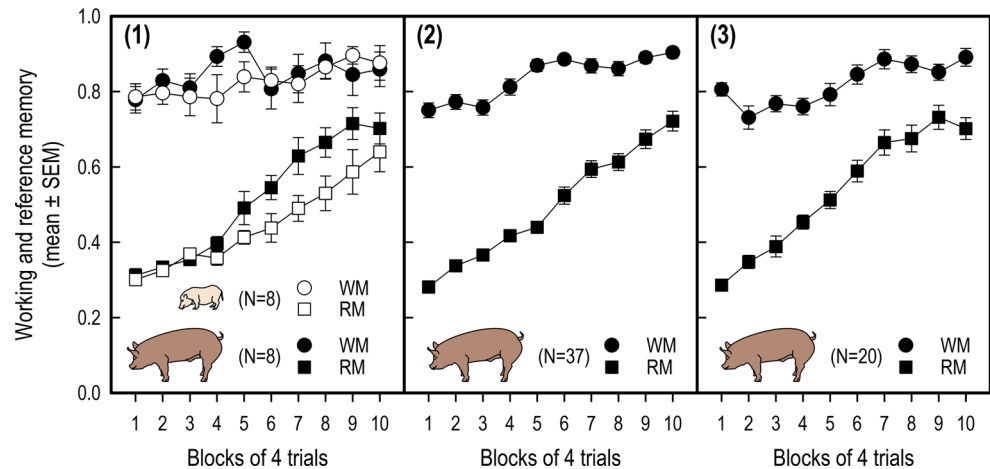 Working and reference memory
(mean ± SEM)
1.0
0.8
0.6
0.4
0.2
0.0
(1)
(N=8) WM
RM
(N=8) WM
RM
1 2 3 4 5 6 7 8 9 10
Blocks of 4 trials
(2)
(N=37) WM
RM
1 2 3 4 5 6 7 8 9 10
Blocks of 4 trials
(3)
(N=20) WM
RM
1 2 3 4 5 6 7 8 9 10
Blocks of 4 trials